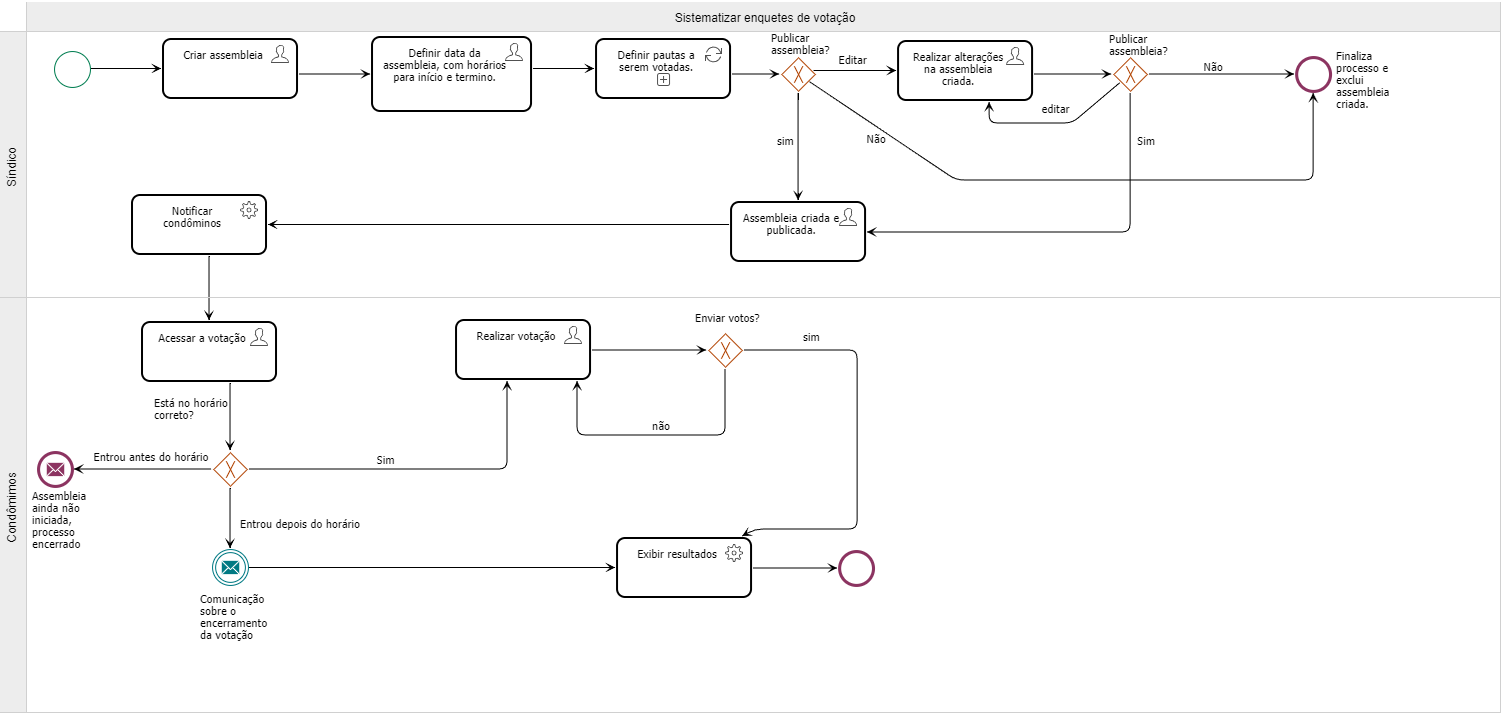 Sistematizar enquetes de votação
Síndico
Criar assembleia
Definir data da
assembleia, com horários
para início e termino.
Definir pautas a
serem votadas.
Publicar
assembleia?
Editar
Realizar alterações
na assembleia
criada.
Publicar
assembleia?
Não
Finaliza
processo e
exclui
assembleia
criada.
editar
sim
Não
Sim
Notificar
condôminos
Assembleia criada e
publicada.
Condômimos
Acessar a votação
Realizar votação
Enviar votos?
sim
Está no horário
correto?
não
Entrou antes do horário
Sim
Assembleia
ainda não
iniciada,
processo
encerrado
Entrou depois do horário
Exibir resultados
Comunicação
sobre o
encerramento
da votação